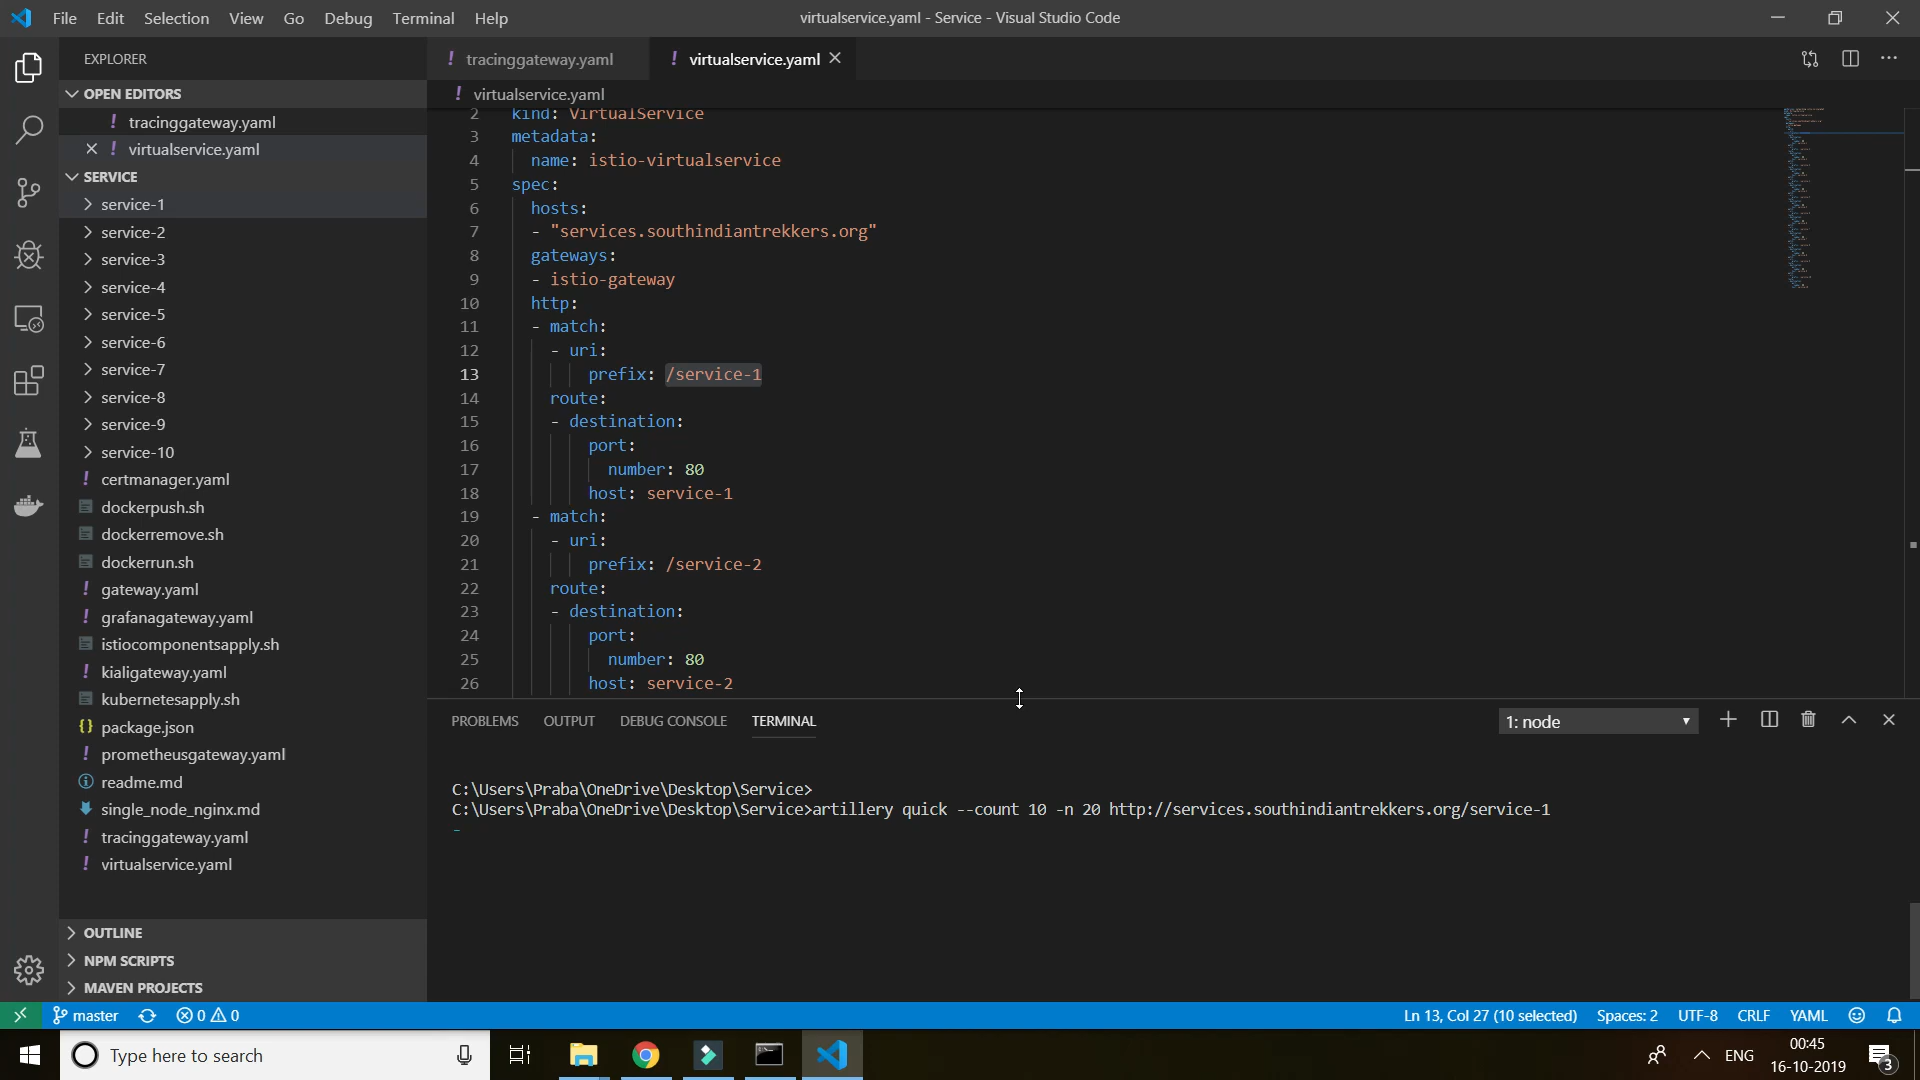 File Edit Selection View Go Debug Terminal Help
virtualservice.yaml - Service - Visual Studio Code
EXPLORER
OPEN EDITORS
tracinggateway.yaml
virtualservice.yaml
SERVICE
service-1
service-2
service-3
service-4
service-5
service-6
service-7
service-8
service-9
service-10
! certmanager.yaml
dockerpush.sh
dockerremove.sh
dockerrun.sh
! gateway.yaml
! grafanagateway.yaml
istiocomponentsapply.sh
! kialigateway.yaml
kubernetesapply.sh
{} package.json
! prometheusgateway.yaml
readme.md
single_node_nginx.md
! tracinggateway.yaml
! virtualservice.yaml
OUTLINE
NPM SCRIPTS
MAVEN PROJECTS
! tracinggateway.yaml ! virtualservice.yaml
! virtualservice.yaml
2 kind: VirtualService
3 metadata:
4 name: istio-virtualservice
5 spec:
6 hosts:
7 - "services.southindiantrekkers.org"
8 gateways:
9 - istio-gateway
10 http:
11 - match:
12 - uri:
13 prefix: /service-1
14 route:
15 - destination:
16 port:
17 number: 80
18 host: service-1
19 - match:
20 - uri:
21 prefix: /service-2
22 route:
23 - destination:
24 port:
25 number: 80
26 host: service-2
PROBLEMS OUTPUT DEBUG CONSOLE TERMINAL
1: node
C:\Users\Praba\OneDrive\Desktop\Service>
C:\Users\Praba\OneDrive\Desktop\Service>artillery quick --count 10 -n 20 http://services.southindiantrekkers.org/service-1
master 0 0
Ln 13, Col 27 (10 selected) Spaces: 2 UTF-8 CRLF YAML
Type here to search
ENG
00:45
16-10-2019
3